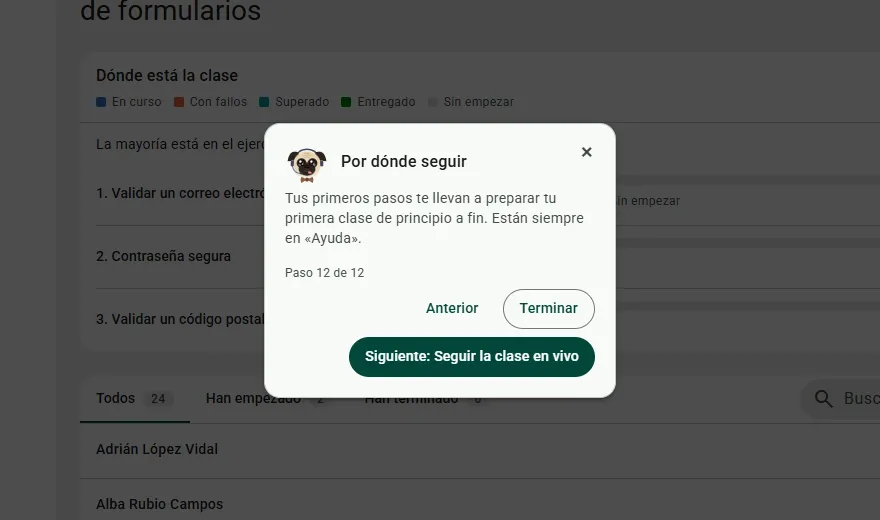 de formularios
Dónde está la clase
En curso Con fallos Superado Entregado Sin empezar
La mayoría está en el
Por dónde seguir
Tus primeros pasos te llevan a preparar tu
primera clase de principio a fin. Están siempre
en «Ayuda».
Paso 12 de 12
Anterior Terminar
Siguiente: Seguir la clase en vivo
1. Validar un correo
empezar
2. Contraseña segura
3. Validar un código postal
Todos 24 Han empezado 2 Han terminado 0
Adrián López Vidal
Alba Rubio Campos